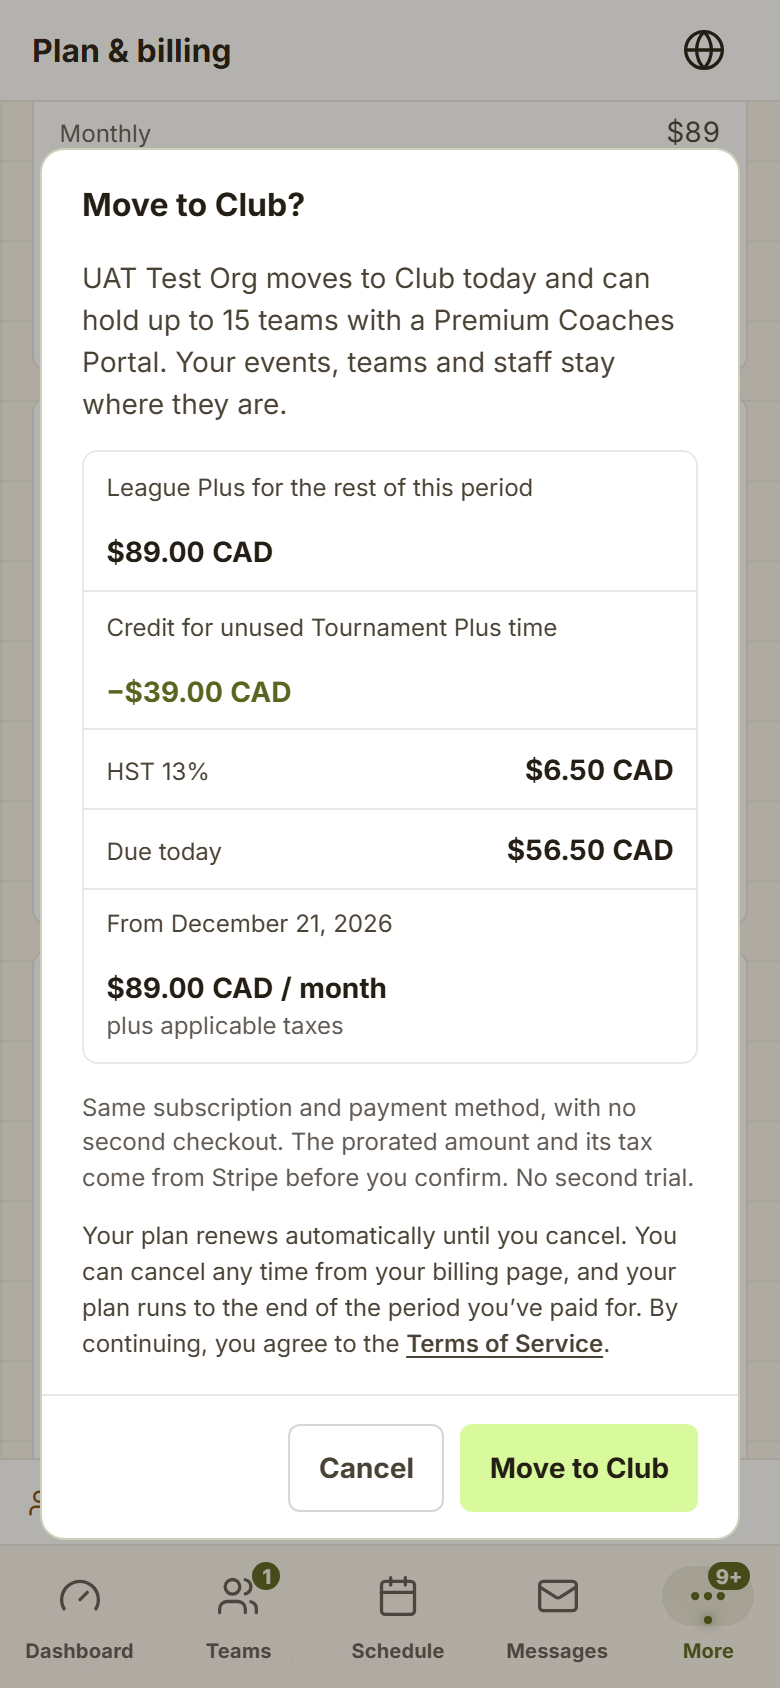 Plan & billing
Monthly
$89
Move to Club?
UAT Test Org moves to Club today and can
hold up to 15 teams with a Premium Coaches
Portal. Your events, teams and staff stay
where they are.
League Plus for the rest of this period
$89.00 CAD
Credit for unused Tournament Plus time
−$39.00 CAD
HST 13%
$6.50 CAD
Due today
$56.50 CAD
From December 21, 2026
$89.00 CAD / month
plus applicable taxes
Same subscription and payment method, with no
second checkout. The prorated amount and its tax
come from Stripe before you confirm. No second trial.
Your plan renews automatically until you cancel. You
can cancel any time from your billing page, and your
plan runs to the end of the period you’ve paid for. By
continuing, you agree to the Terms of Service.
Cancel
Move to Club
1
9+
Dashboard
Teams
Schedule
Messages
More